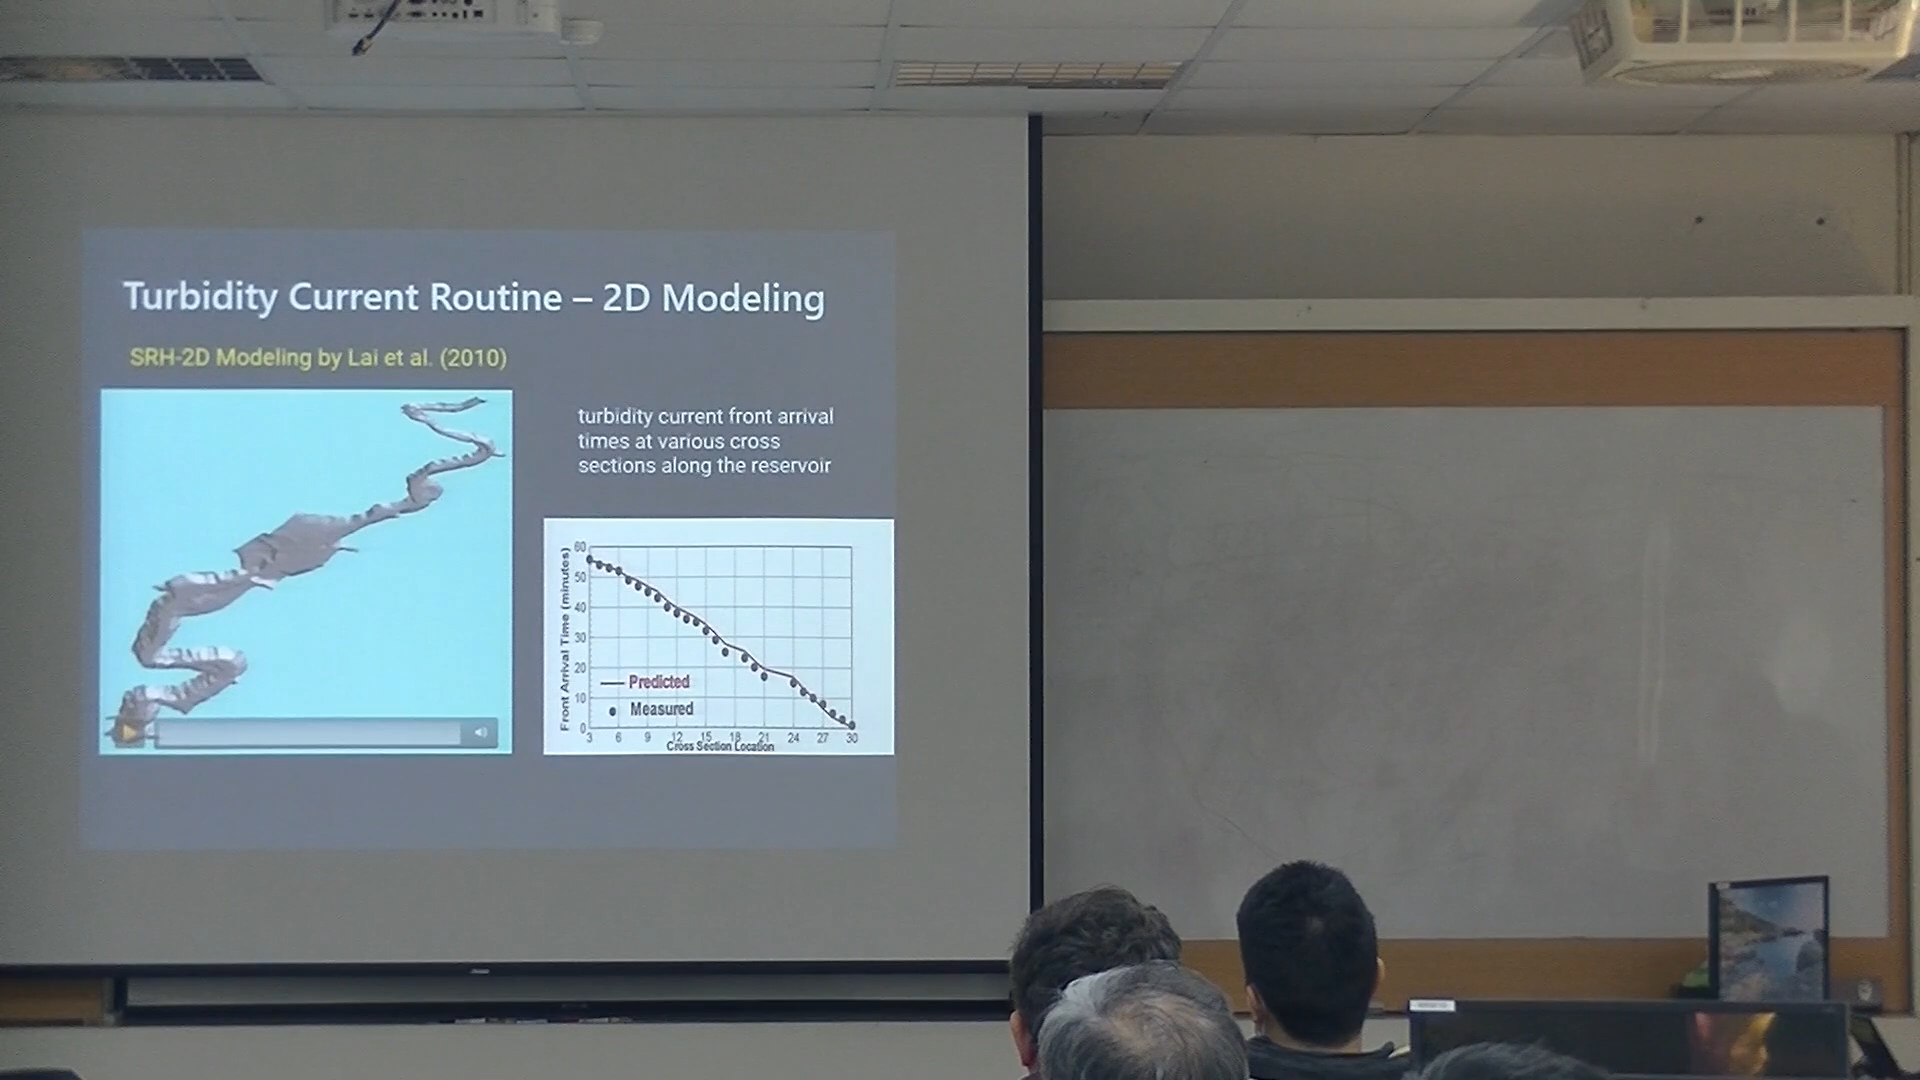 Turbidity Current Routine – 2D Modeling
SRH-2D Modeling by Lai et al. (2010)
turbidity current front arrival
times at various cross
sections along the reservoir
Front Arrival Time (minutes)
60
50
40
30
20
10
0
Predicted
Measured
3 6 9 12 15 18 21 24 27 30
Cross Section Location